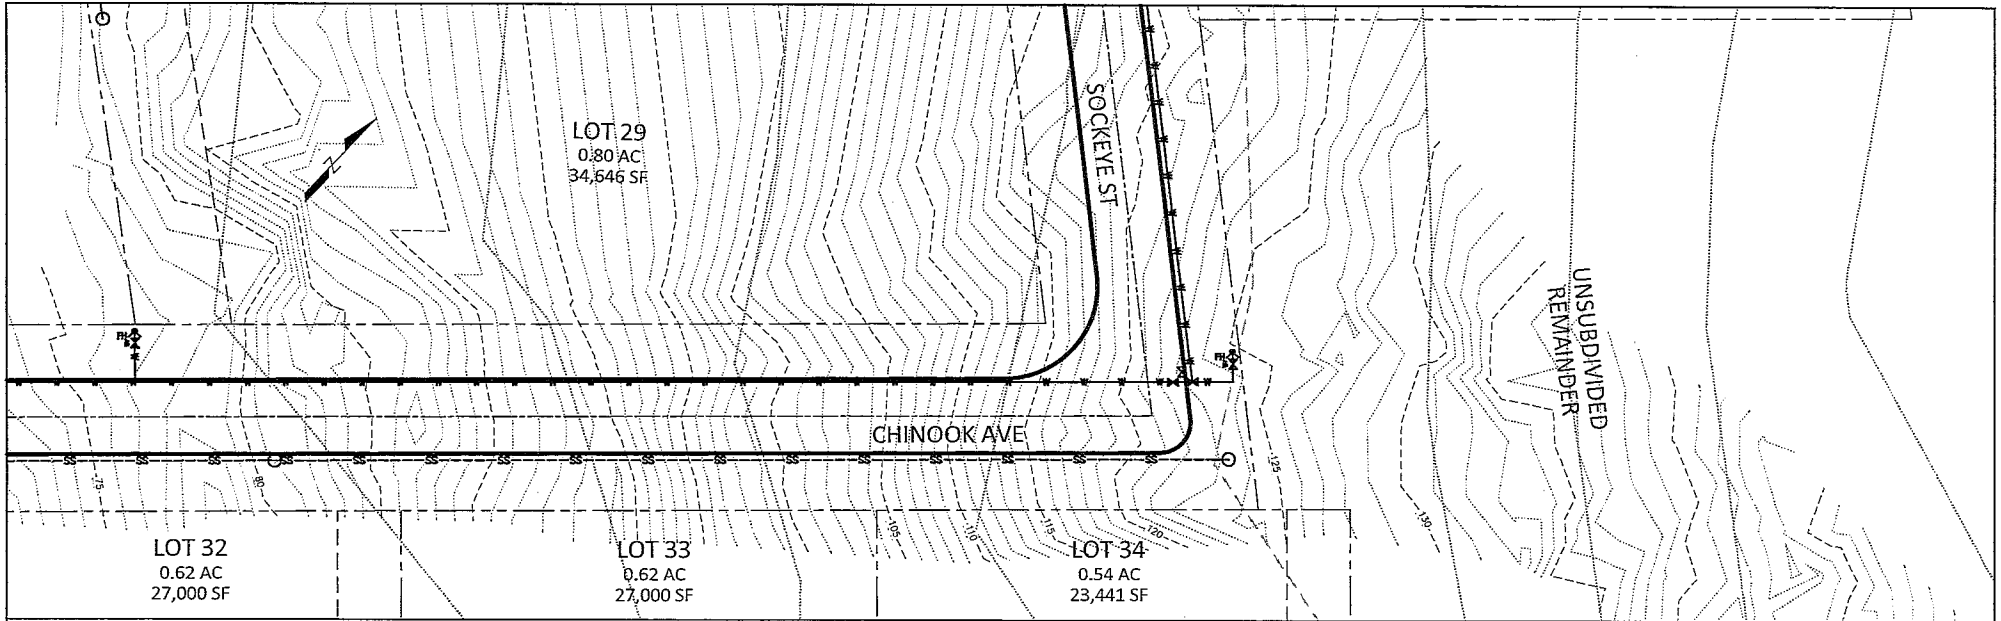 LOT 29
0.80 AC
34,646 SF
N
SOCKEYE ST
UNSUBDIVIDED
REMAINDER
FH
FH
CHINOOK AVE
75
80
105
110
115
120
125
130
LOT 32
0.62 AC
27,000 SF
LOT 33
0.62 AC
27,000 SF
LOT 34
0.54 AC
23,441 SF